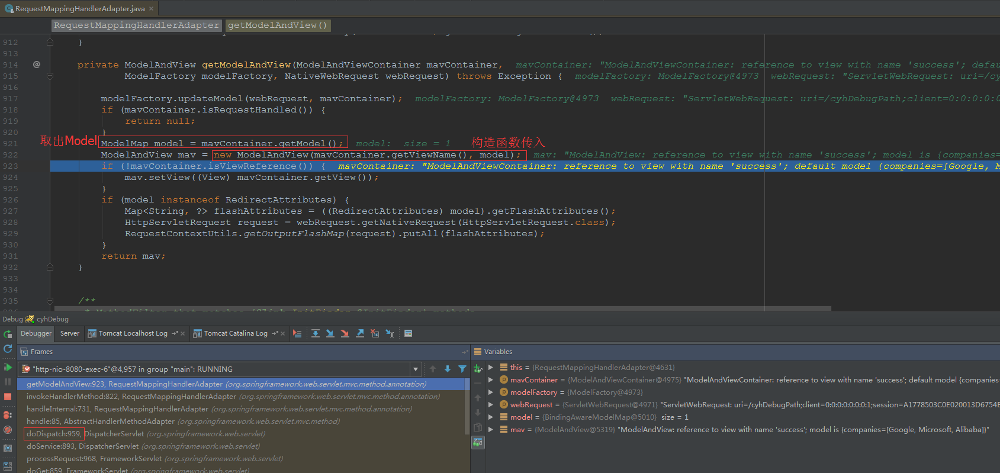 RequestMappingHandlerAdapter.java
RequestMappingHandlerAdapter getModelAndView()
912 }
913
914 @ private ModelAndView getModelAndView(ModelAndViewContainer mavContainer, mavContainer: "ModelAndViewContainer: reference to view with name 'success'; defau
915 ModelFactory modelFactory, NativeWebRequest webRequest) throws Exception { modelFactory: ModelFactory@4973 webRequest: "ServletWebRequest: uri=/cy
916
917 modelFactory.updateModel(webRequest, mavContainer); modelFactory: ModelFactory@4973 webRequest: "ServletWebRequest: uri=/cyhDebugPath;client=0:0:0:0:0
918 if (mavContainer.isRequestHandled()) {
919 return null;
920 }
取出Model
921 ModelMap model = mavContainer.getModel(); model: size = 1 构造函数传入
922 ModelAndView mav = new ModelAndView(mavContainer.getViewName(), model); mav: "ModelAndView: reference to view with name 'success'; model is {companies=
923 if (!mavContainer.isViewReference()) { mavContainer: "ModelAndViewContainer: reference to view with name 'success'; default model {companies=[Google, M
924 mav.setView((View) mavContainer.getView());
925 }
926 if (model instanceof RedirectAttributes) {
927 Map<String, ?> flashAttributes = ((RedirectAttributes) model).getFlashAttributes();
928 HttpServletRequest request = webRequest.getNativeRequest(HttpServletRequest.class);
929 RequestContextUtils.getOutputFlashMap(request).putAll(flashAttributes);
930 }
931 return mav;
932 }
933
934
935 /**
Debug cyhDebug
Debugger Server Tomcat Localhost Log Tomcat Catalina Log
Frames
"http-nio-8080-exec-6"@4,957 in group "main": RUNNING
getModelAndView:923, RequestMappingHandlerAdapter (org.springframework.web.servlet.mvc.method.annotation)
invokeHandlerMethod:822, RequestMappingHandlerAdapter (org.springframework.web.servlet.mvc.method.annotation)
handleInternal:731, RequestMappingHandlerAdapter (org.springframework.web.servlet.mvc.method.annotation)
handle:85, AbstractHandlerMethodAdapter (org.springframework.web.servlet.mvc.method)
doDispatch:959, DispatcherServlet (org.springframework.web.servlet)
doService:893, DispatcherServlet (org.springframework.web.servlet)
processRequest:968, FrameworkServlet (org.springframework.web.servlet)
doGet:859, FrameworkServlet (org.springframework.web.servlet)
Variables
this = {RequestMappingHandlerAdapter@4631}
mavContainer = {ModelAndViewContainer@4975} "ModelAndViewContainer: reference to view with name 'success'; default model {companies=
modelFactory = {ModelFactory@4973}
webRequest = {ServletWebRequest@4971} "ServletWebRequest: uri=/cyhDebugPath;client=0:0:0:0:0:0:0:1;session=A1778503C0E020013D6754E
model = {BindingAwareModelMap@5010} size = 1
mav = {ModelAndView@5319} "ModelAndView: reference to view with name 'success'; model is {companies=[Google, Microsoft, Alibaba]}"